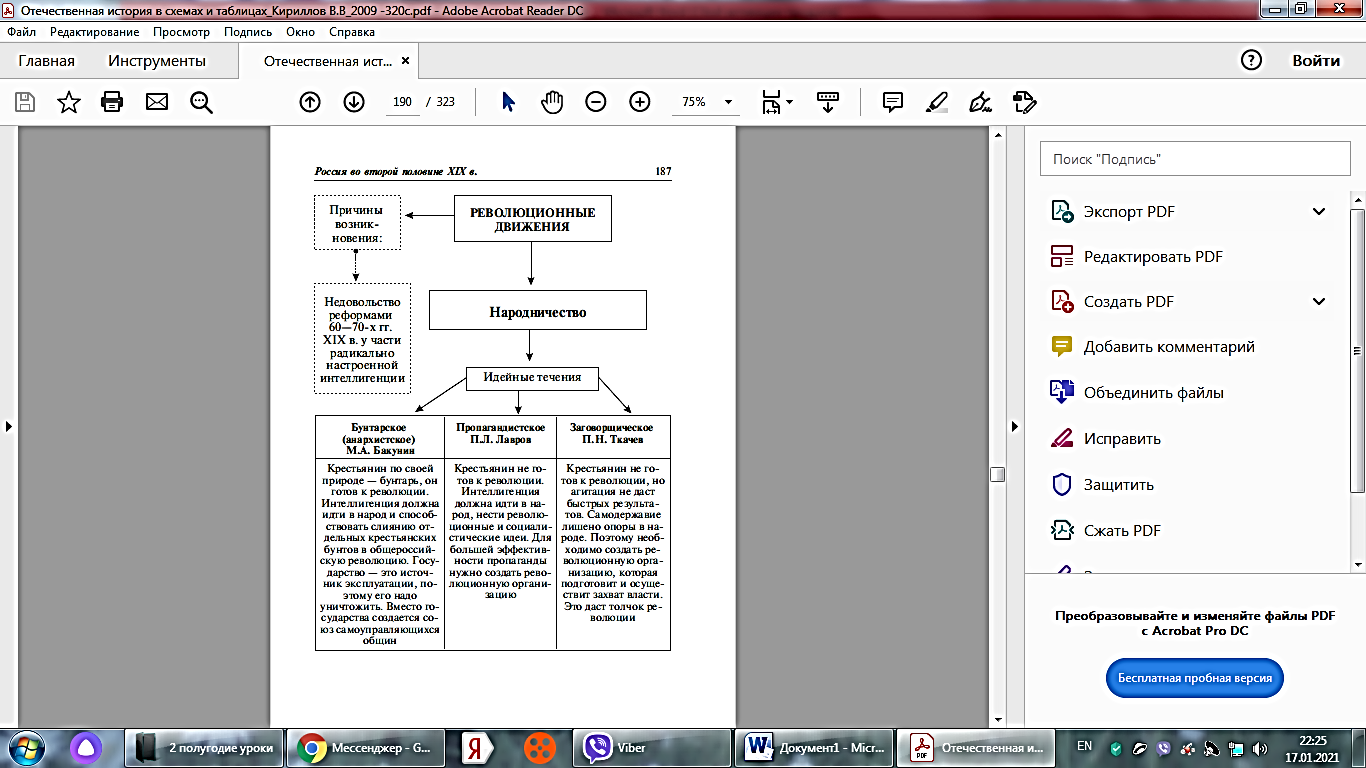 Отечественная история в схемах и таблицах_Кириллов В.В_2009 -320с.pdf - Adobe Acrobat Reader DC
Файл Редактирование Просмотр Подпись Окно Справка
Главная Инструменты Отечественная ист... ×
Войти
190 / 323 75%
Россия во второй половине XIX в. 187
Причины
возник-
новения:
РЕВОЛЮЦИОННЫЕ
ДВИЖЕНИЯ
Недовольство
реформами
60—70-х гг.
XIX в. у части
радикально
настроенной
интеллигенции
Народничество
Идейные течения
Бунтарское
(анархистское)
М.А. Бакунин
Крестьянин по своей
природе — бунтарь, он
готов к революции.
Интеллигенция должна
идти в народ и способ-
ствовать слиянию от-
дельных крестьянских
бунтов в общероссий-
скую революцию. Госу-
дарство — это источ-
ник эксплуатации, по-
этому его надо
уничтожить. Вместо го-
сударства создается со-
юз самоуправляющихся
общин
Пропагандистское
П.Л. Лавров
Крестьянин не го-
тов к революции.
Интеллигенция
должна идти в на-
род, нести револю-
ционные и социали-
стические идеи. Для
большей эффектив-
ности пропаганды
нужно создать рево-
люционную органи-
зацию
Заговорщическое
П.Н. Ткачев
Крестьянин не го-
тов к революции, но
агитация не даст
быстрых результа-
тов. Самодержавие
лишено опоры в на-
роде. Поэтому необ-
ходимо создать ре-
волюционную орга-
низацию, которая
подготовит и осуще-
ствит захват власти.
Это даст толчок ре-
волюции
Поиск "Подпись"
Экспорт PDF
Редактировать PDF
Создать PDF
Добавить комментарий
Объединить файлы
Исправить
Защитить
Сжать PDF
Преобразовывайте и изменяйте файлы PDF
с Acrobat Pro DC
Бесплатная пробная версия
2 полугодие уроки
Мессенджер - G...
Я
Viber
Документ1 - Micr...
Отечественная и...
EN
22:25
17.01.2021